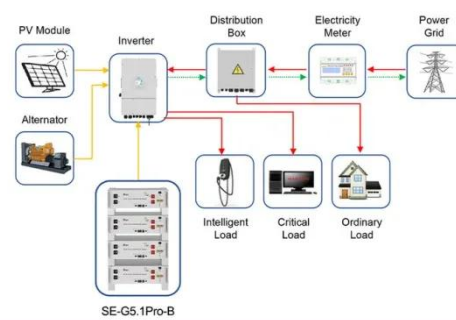 PV Module
Inverter
Distribution
Box
Electricity
Meter
Power
Grid
Alternator
Intelligent
Load
Critical
Load
Ordinary
Load
SE-G5.1Pro-B